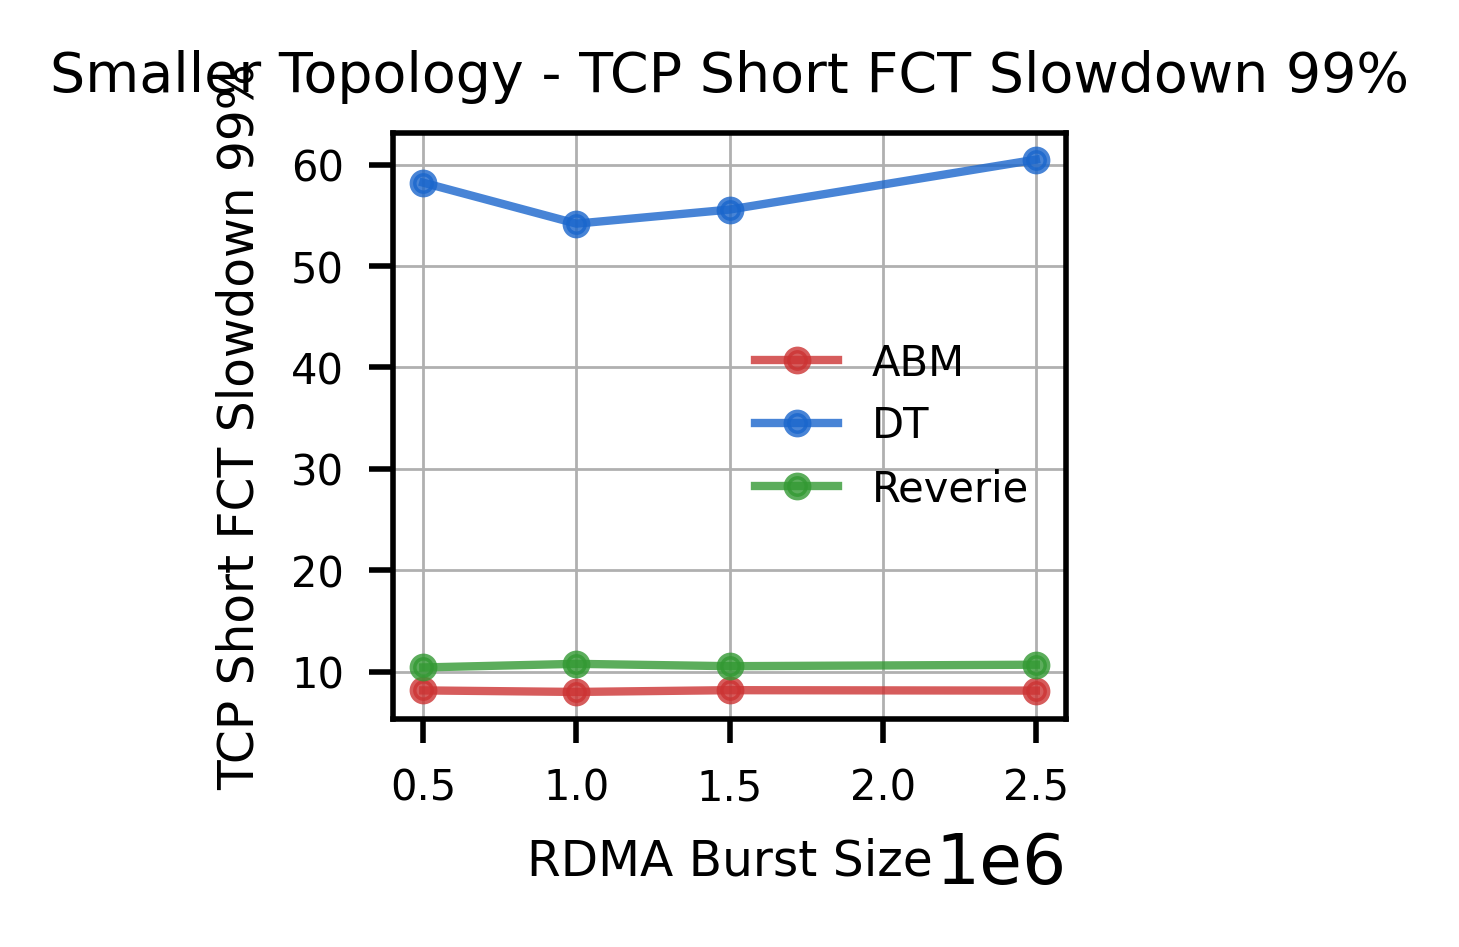 Smaller Topology - TCP Short FCT Slowdown 99%
TCP Short FCT Slowdown 99%
60
50
40
30
20
10
ABM
DT
Reverie
0.5 1.0 1.5 2.0 2.5
RDMA Burst Size 1e6